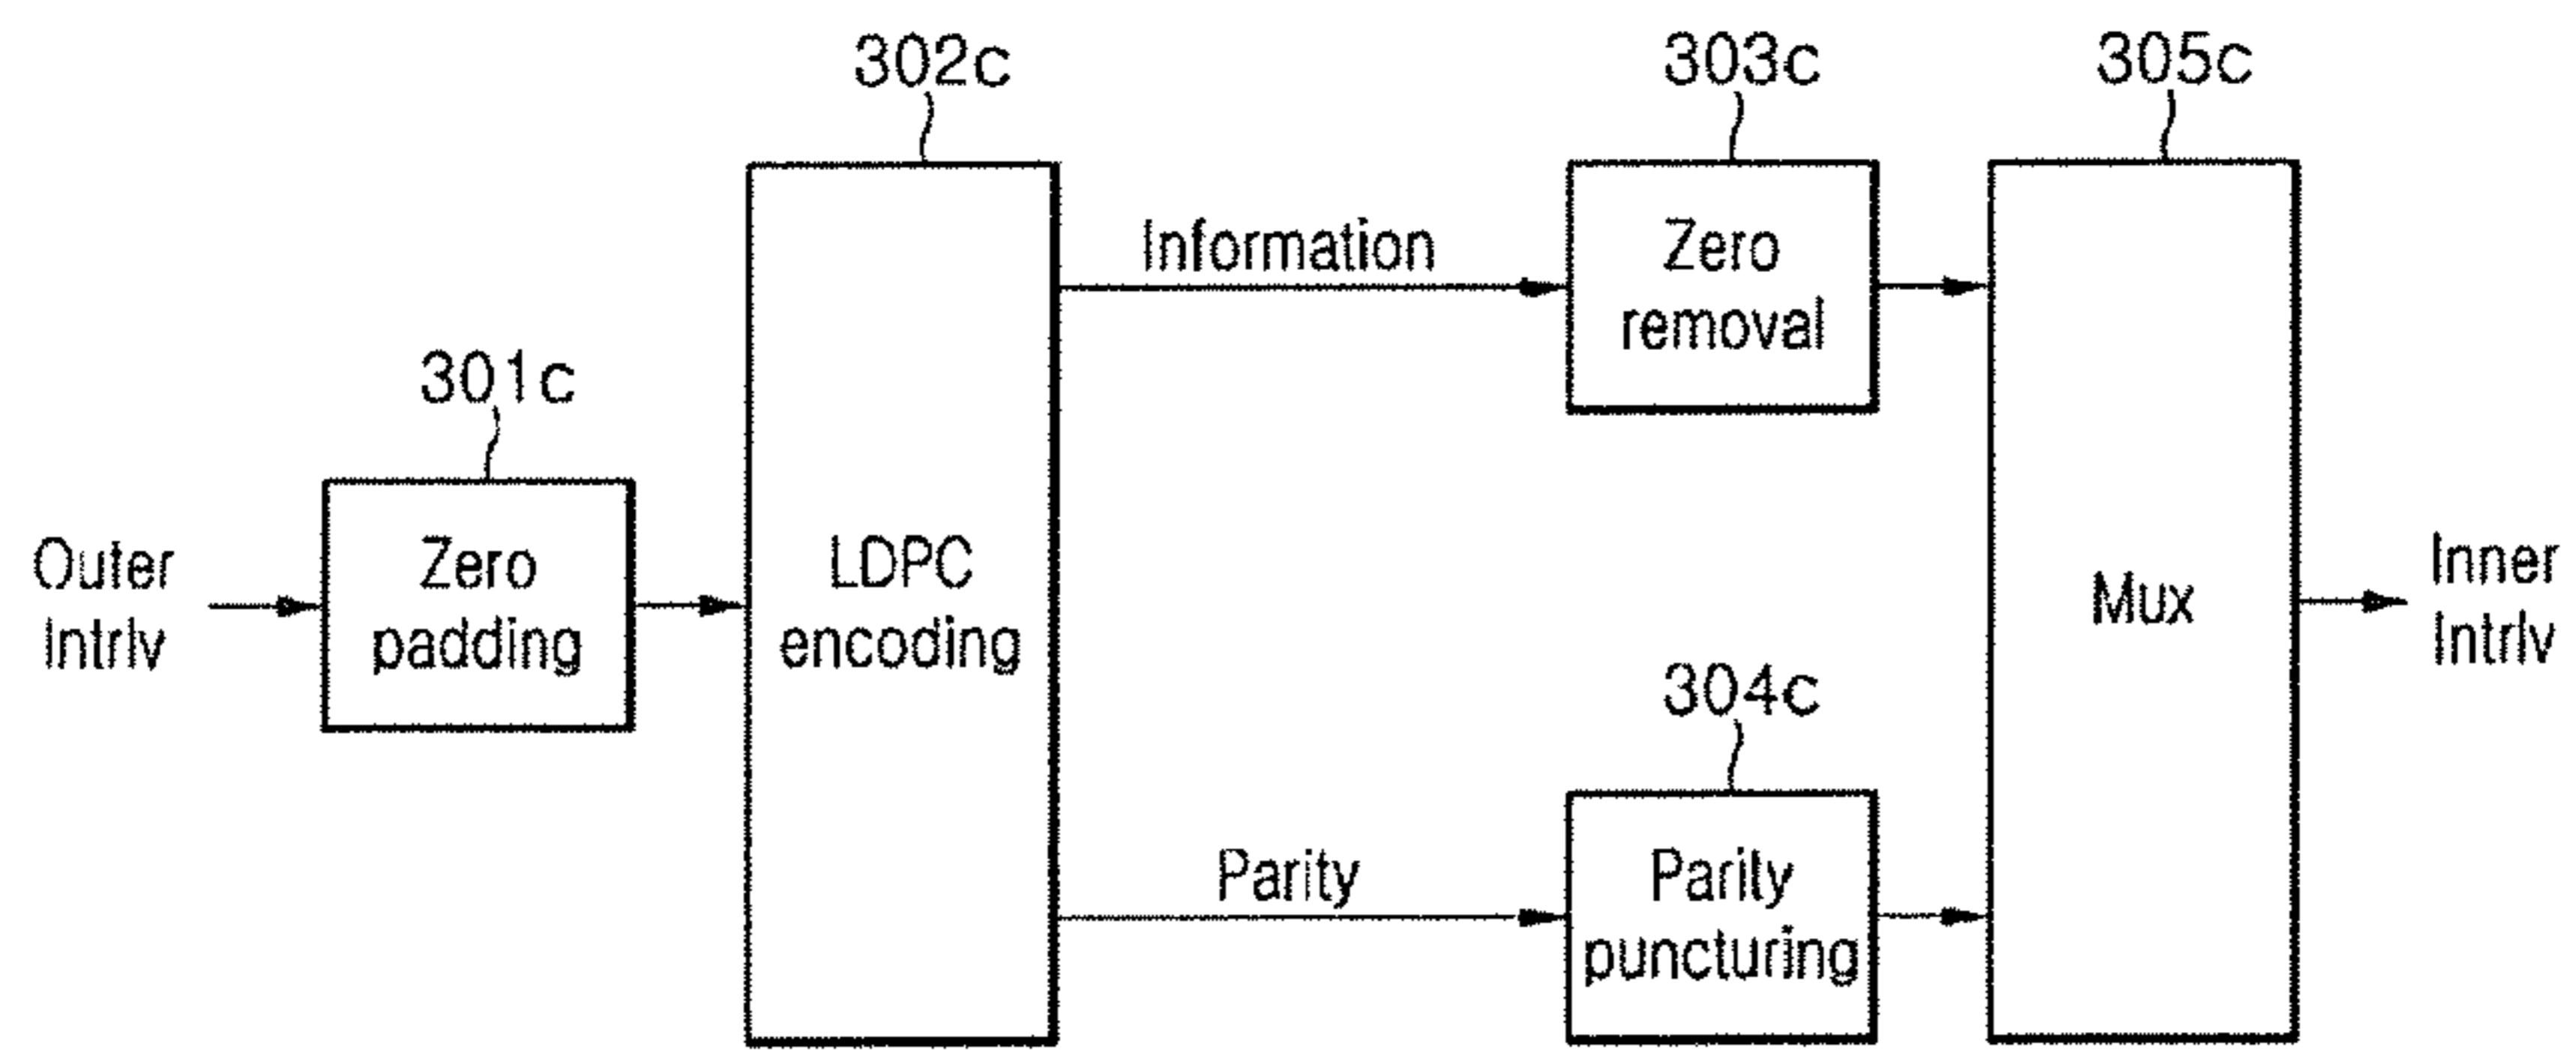 302c
303c
305c
Information
Zero
removal
301c
Outer
Intrlv
Zero
padding
LDPC
encoding
Mux
Inner
Intrlv
304c
Parity
Parity
puncturing